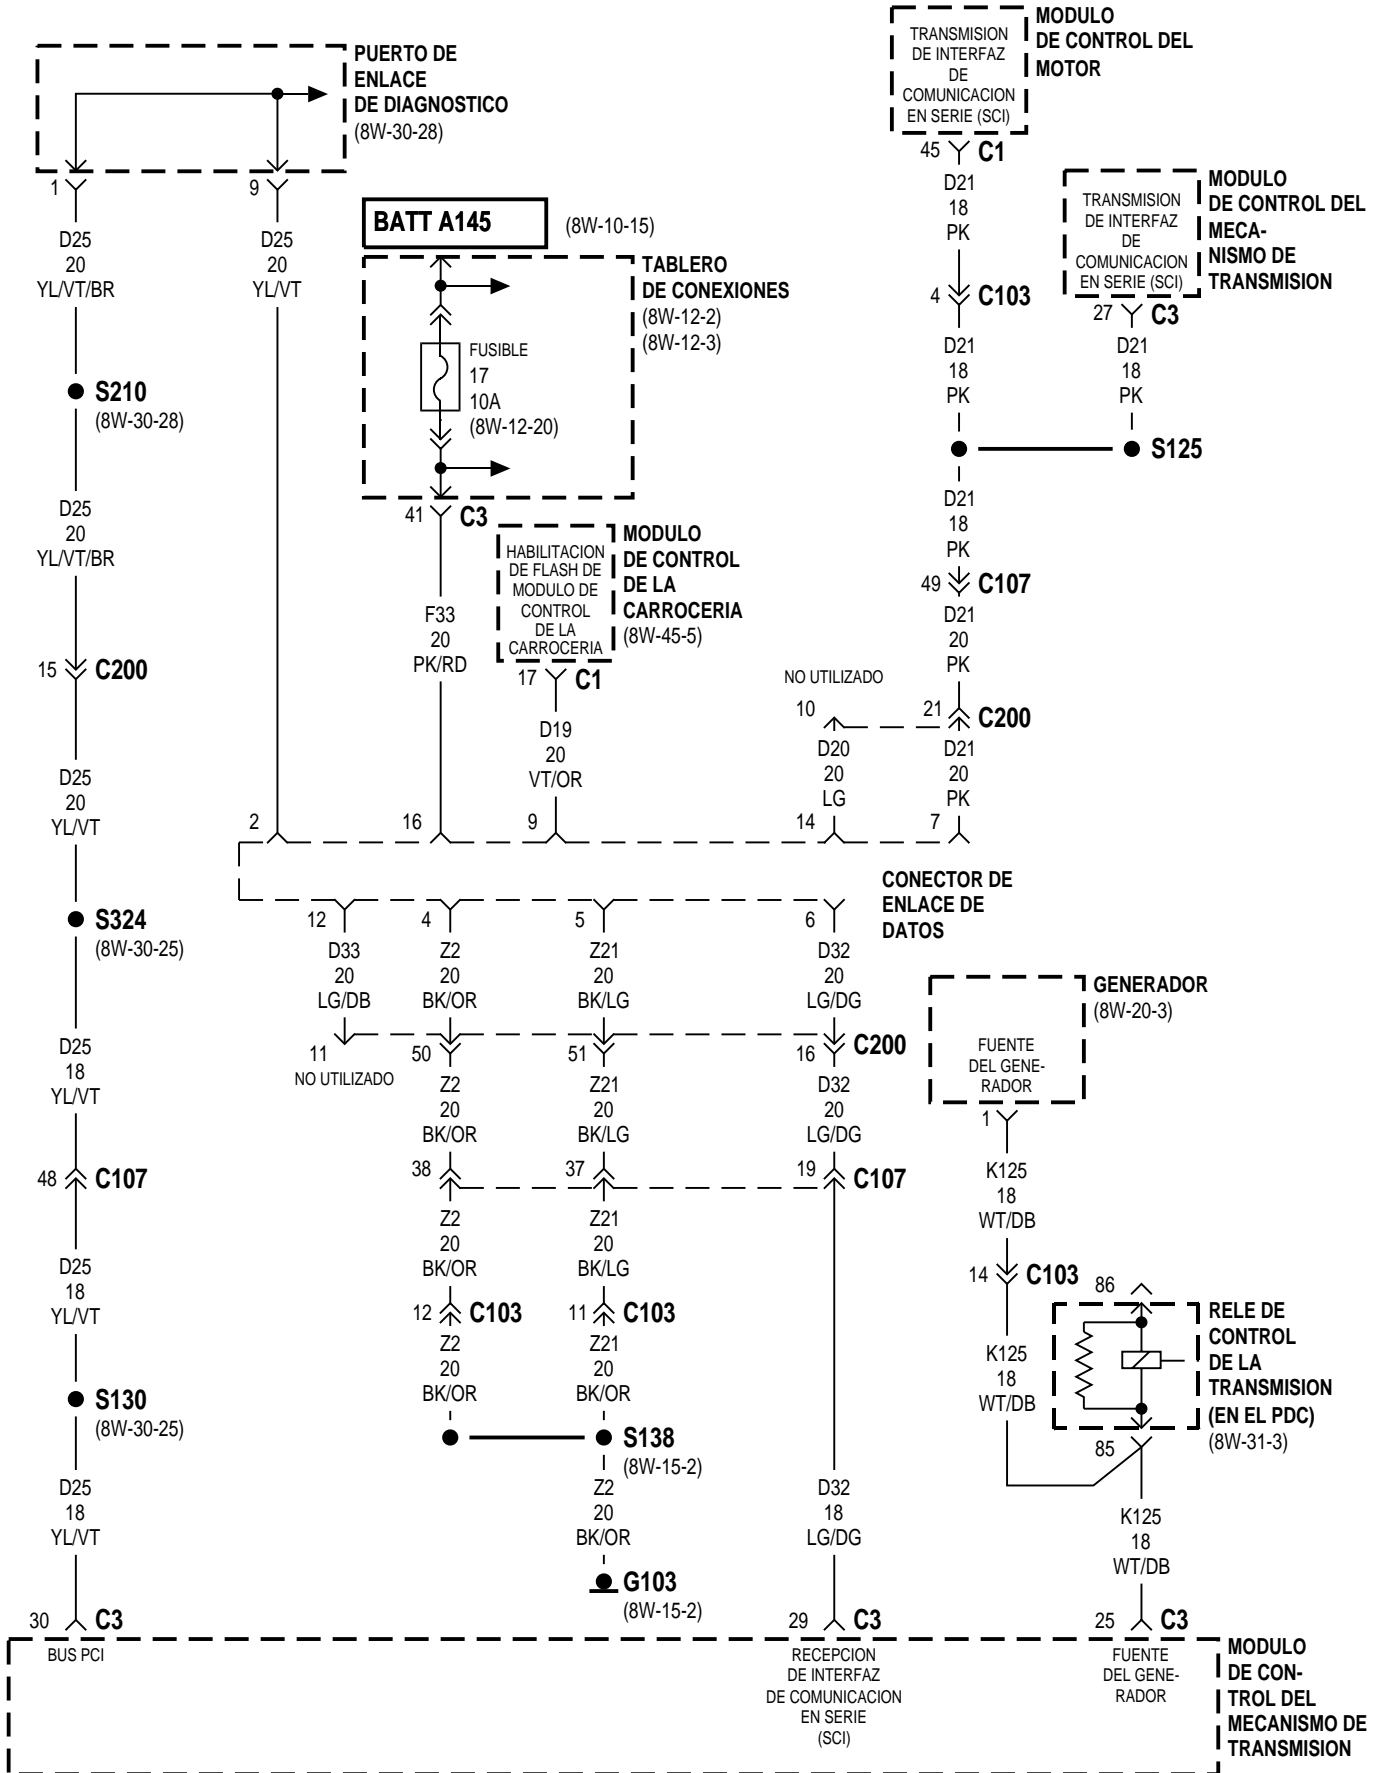 PUERTO DE
ENLACE
DE DIAGNOSTICO
(8W-30-28)
1
9
D25
20
YL/VT/BR
D25
20
YL/VT
S210
(8W-30-28)
D25
20
YL/VT/BR
15
C200
D25
20
YL/VT
S324
(8W-30-25)
D25
18
YL/VT
48
C107
D25
18
YL/VT
S130
(8W-30-25)
D25
18
YL/VT
30
C3
BUS PCI
BATT A145
(8W-10-15)
TABLERO
DE CONEXIONES
(8W-12-2)
(8W-12-3)
FUSIBLE
17
10A
(8W-12-20)
41
C3
F33
20
PK/RD
HABILITACION
DE FLASH DE
MODULO DE
CONTROL
DE LA
CARROCERIA
MODULO
DE CONTROL
DE LA
CARROCERIA
(8W-45-5)
17
C1
D19
20
VT/OR
TRANSMISION
DE INTERFAZ
DE
COMUNICACION
EN SERIE (SCI)
MODULO
DE CONTROL DEL
MOTOR
45
C1
D21
18
PK
4
C103
D21
18
PK
TRANSMISION
DE INTERFAZ
DE
COMUNICACION
EN SERIE (SCI)
MODULO
DE CONTROL DEL
MECA-
NISMO DE
TRANSMISION
27
C3
D21
18
PK
S125
D21
18
PK
49
C107
D21
20
PK
NO UTILIZADO
10
21
C200
D20
20
LG
D21
20
PK
2
16
9
14
7
CONECTOR DE
ENLACE DE
DATOS
12
4
5
6
D33
20
LG/DB
Z2
20
BK/OR
Z21
20
BK/LG
D32
20
LG/DG
11
NO UTILIZADO
50
51
16
C200
Z2
20
BK/OR
Z21
20
BK/LG
D32
20
LG/DG
38
37
19
C107
Z2
20
BK/OR
Z21
20
BK/LG
12
C103
11
C103
Z2
20
BK/OR
Z21
20
BK/OR
S138
(8W-15-2)
Z2
20
BK/OR
G103
(8W-15-2)
D32
18
LG/DG
29
C3
RECEPCION
DE INTERFAZ
DE COMUNICACION
EN SERIE
(SCI)
GENERADOR
(8W-20-3)
FUENTE
DEL GENE-
RADOR
1
K125
18
WT/DB
14
C103
K125
18
WT/DB
86
RELE DE
CONTROL
DE LA
TRANSMISION
(EN EL PDC)
(8W-31-3)
85
K125
18
WT/DB
25
C3
FUENTE
DEL GENE-
RADOR
MODULO
DE CON-
TROL DEL
MECANISMO DE
TRANSMISION